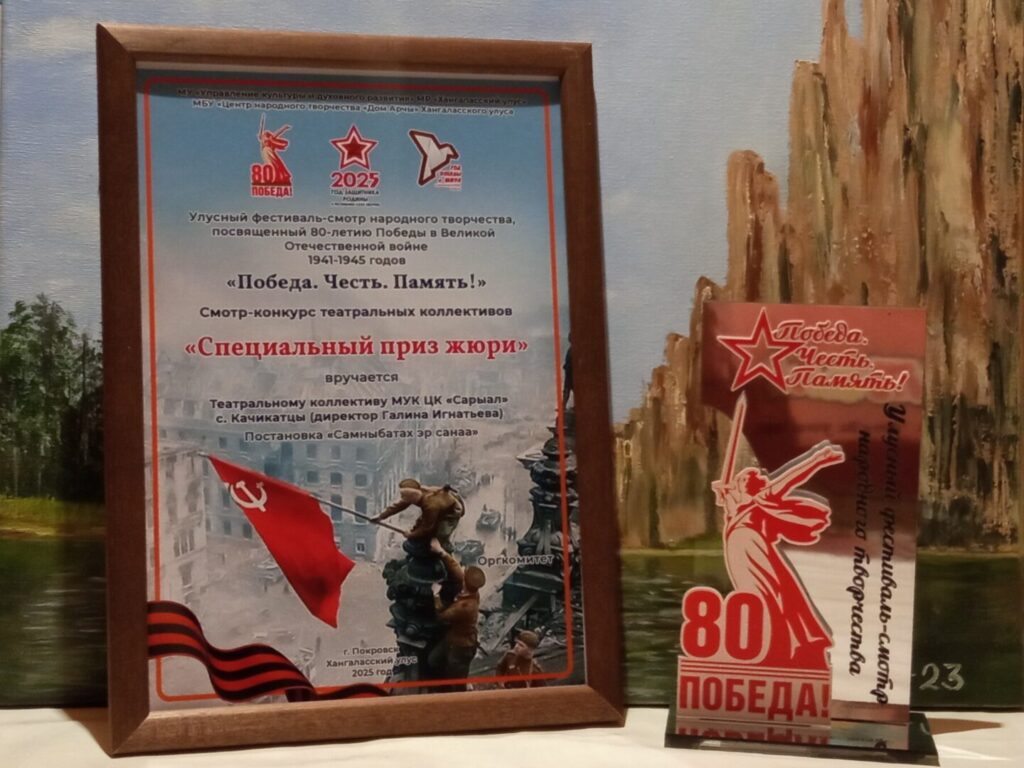 МУ «Управление культуры и духовного развития» МР «Хангаласский улус»
МБУ «Центр народного творчества «Дом Арчы» Хангаласского улуса»
80
ПОБЕДА!
2025
ГОД ЗАЩИТНИКА
РОДИНЫ
Улусный фестиваль-смотр народного творчества,
посвященный 80-летию Победы в Великой
Отечественной войне
1941-1945 годов
«Победа. Честь. Память!»
Смотр-конкурс театральных коллективов
«Специальный приз жюри»
вручается
Театральному коллективу МУК ЦК «Сарыал»
с. Качикатцы (директор Галина Игнатьева)
Постановка «Самныбатах эр санаа»
Оргкомитет
г. Покровск
Хангаласский улус
2025 год
Победа.
Честь.
Память!
Улусный фестиваль-смотр
народного творчества
80
ПОБЕДА!
23